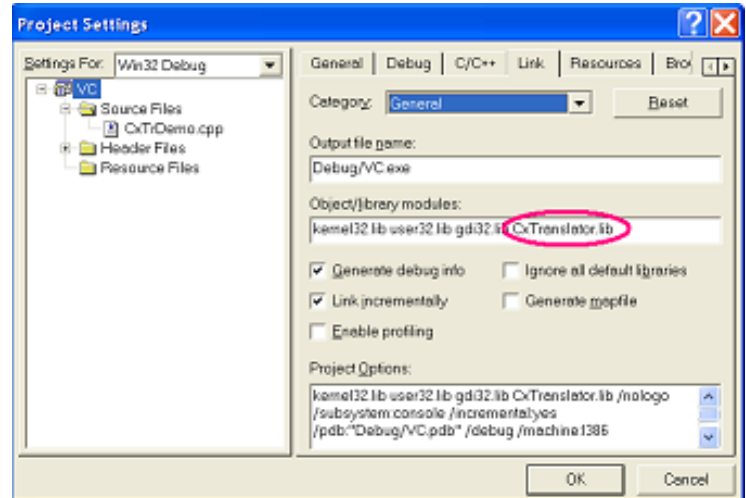 Project Settings
Settings For: Win32 Debug
VC
Source Files
CxTrDemo.cpp
Header Files
Resource Files
General Debug C/C++ Link Resources Bro
Category: General Reset
Output file name:
Debug/VC.exe
Object/library modules:
kernel32.lib user32.lib gdi32.lib CxTranslator.lib
Generate debug info Ignore all default libraries
Link incrementally Generate mapfile
Enable profiling
Project Options:
kernel32.lib user32.lib gdi32.lib CxTranslator.lib /nologo
/subsystem:console /incremental:yes
/pdb:"Debug/VC.pdb" /debug /machine:I386
OK Cancel